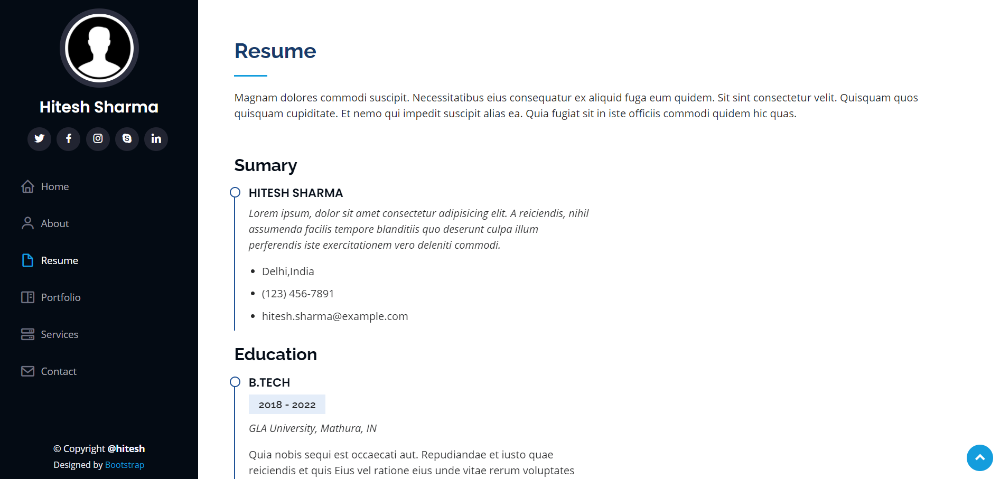 Hitesh Sharma
Home
About
Resume
Portfolio
Services
Contact
© Copyright @hitesh
Designed by Bootstrap
Resume
Magnam dolores commodi suscipit. Necessitatibus eius consequatur ex aliquid fuga eum quidem. Sit sint consectetur velit. Quisquam quos
quisquam cupiditate. Et nemo qui impedit suscipit alias ea. Quia fugiat sit in iste officiis commodi quidem hic quas.
Sumary
HITESH SHARMA
Lorem ipsum, dolor sit amet consectetur adipisicing elit. A reiciendis, nihil
assumenda facilis tempore blanditiis quo deserunt culpa illum
perferendis iste exercitationem vero deleniti commodi.
Delhi,India
(123) 456-7891
hitesh.sharma@example.com
Education
B.TECH
2018 - 2022
GLA University, Mathura, IN
Quia nobis sequi est occaecati aut. Repudiandae et iusto quae
reiciendis et quis Eius vel ratione eius unde vitae rerum voluptates